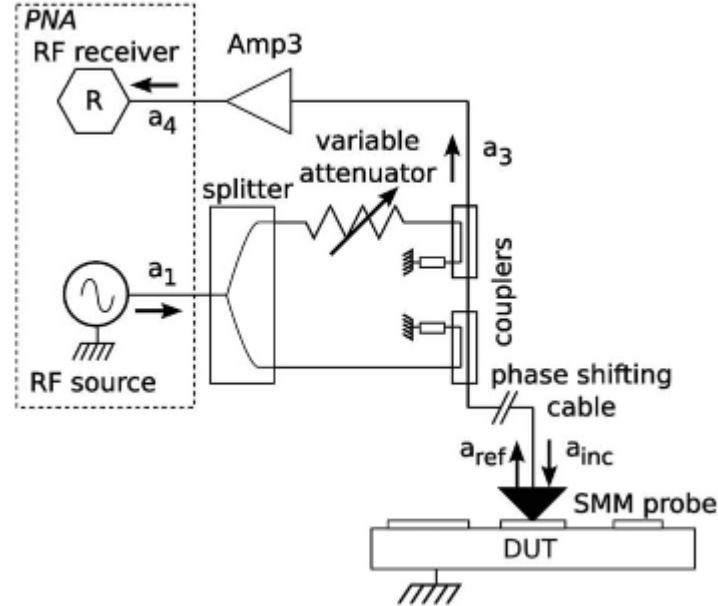 PNA
RF receiver
Amp3
R
a4
variable
attenuator
a3
splitter
a1
couplers
RF source
phase shifting
cable
aref
ainc
SMM probe
DUT